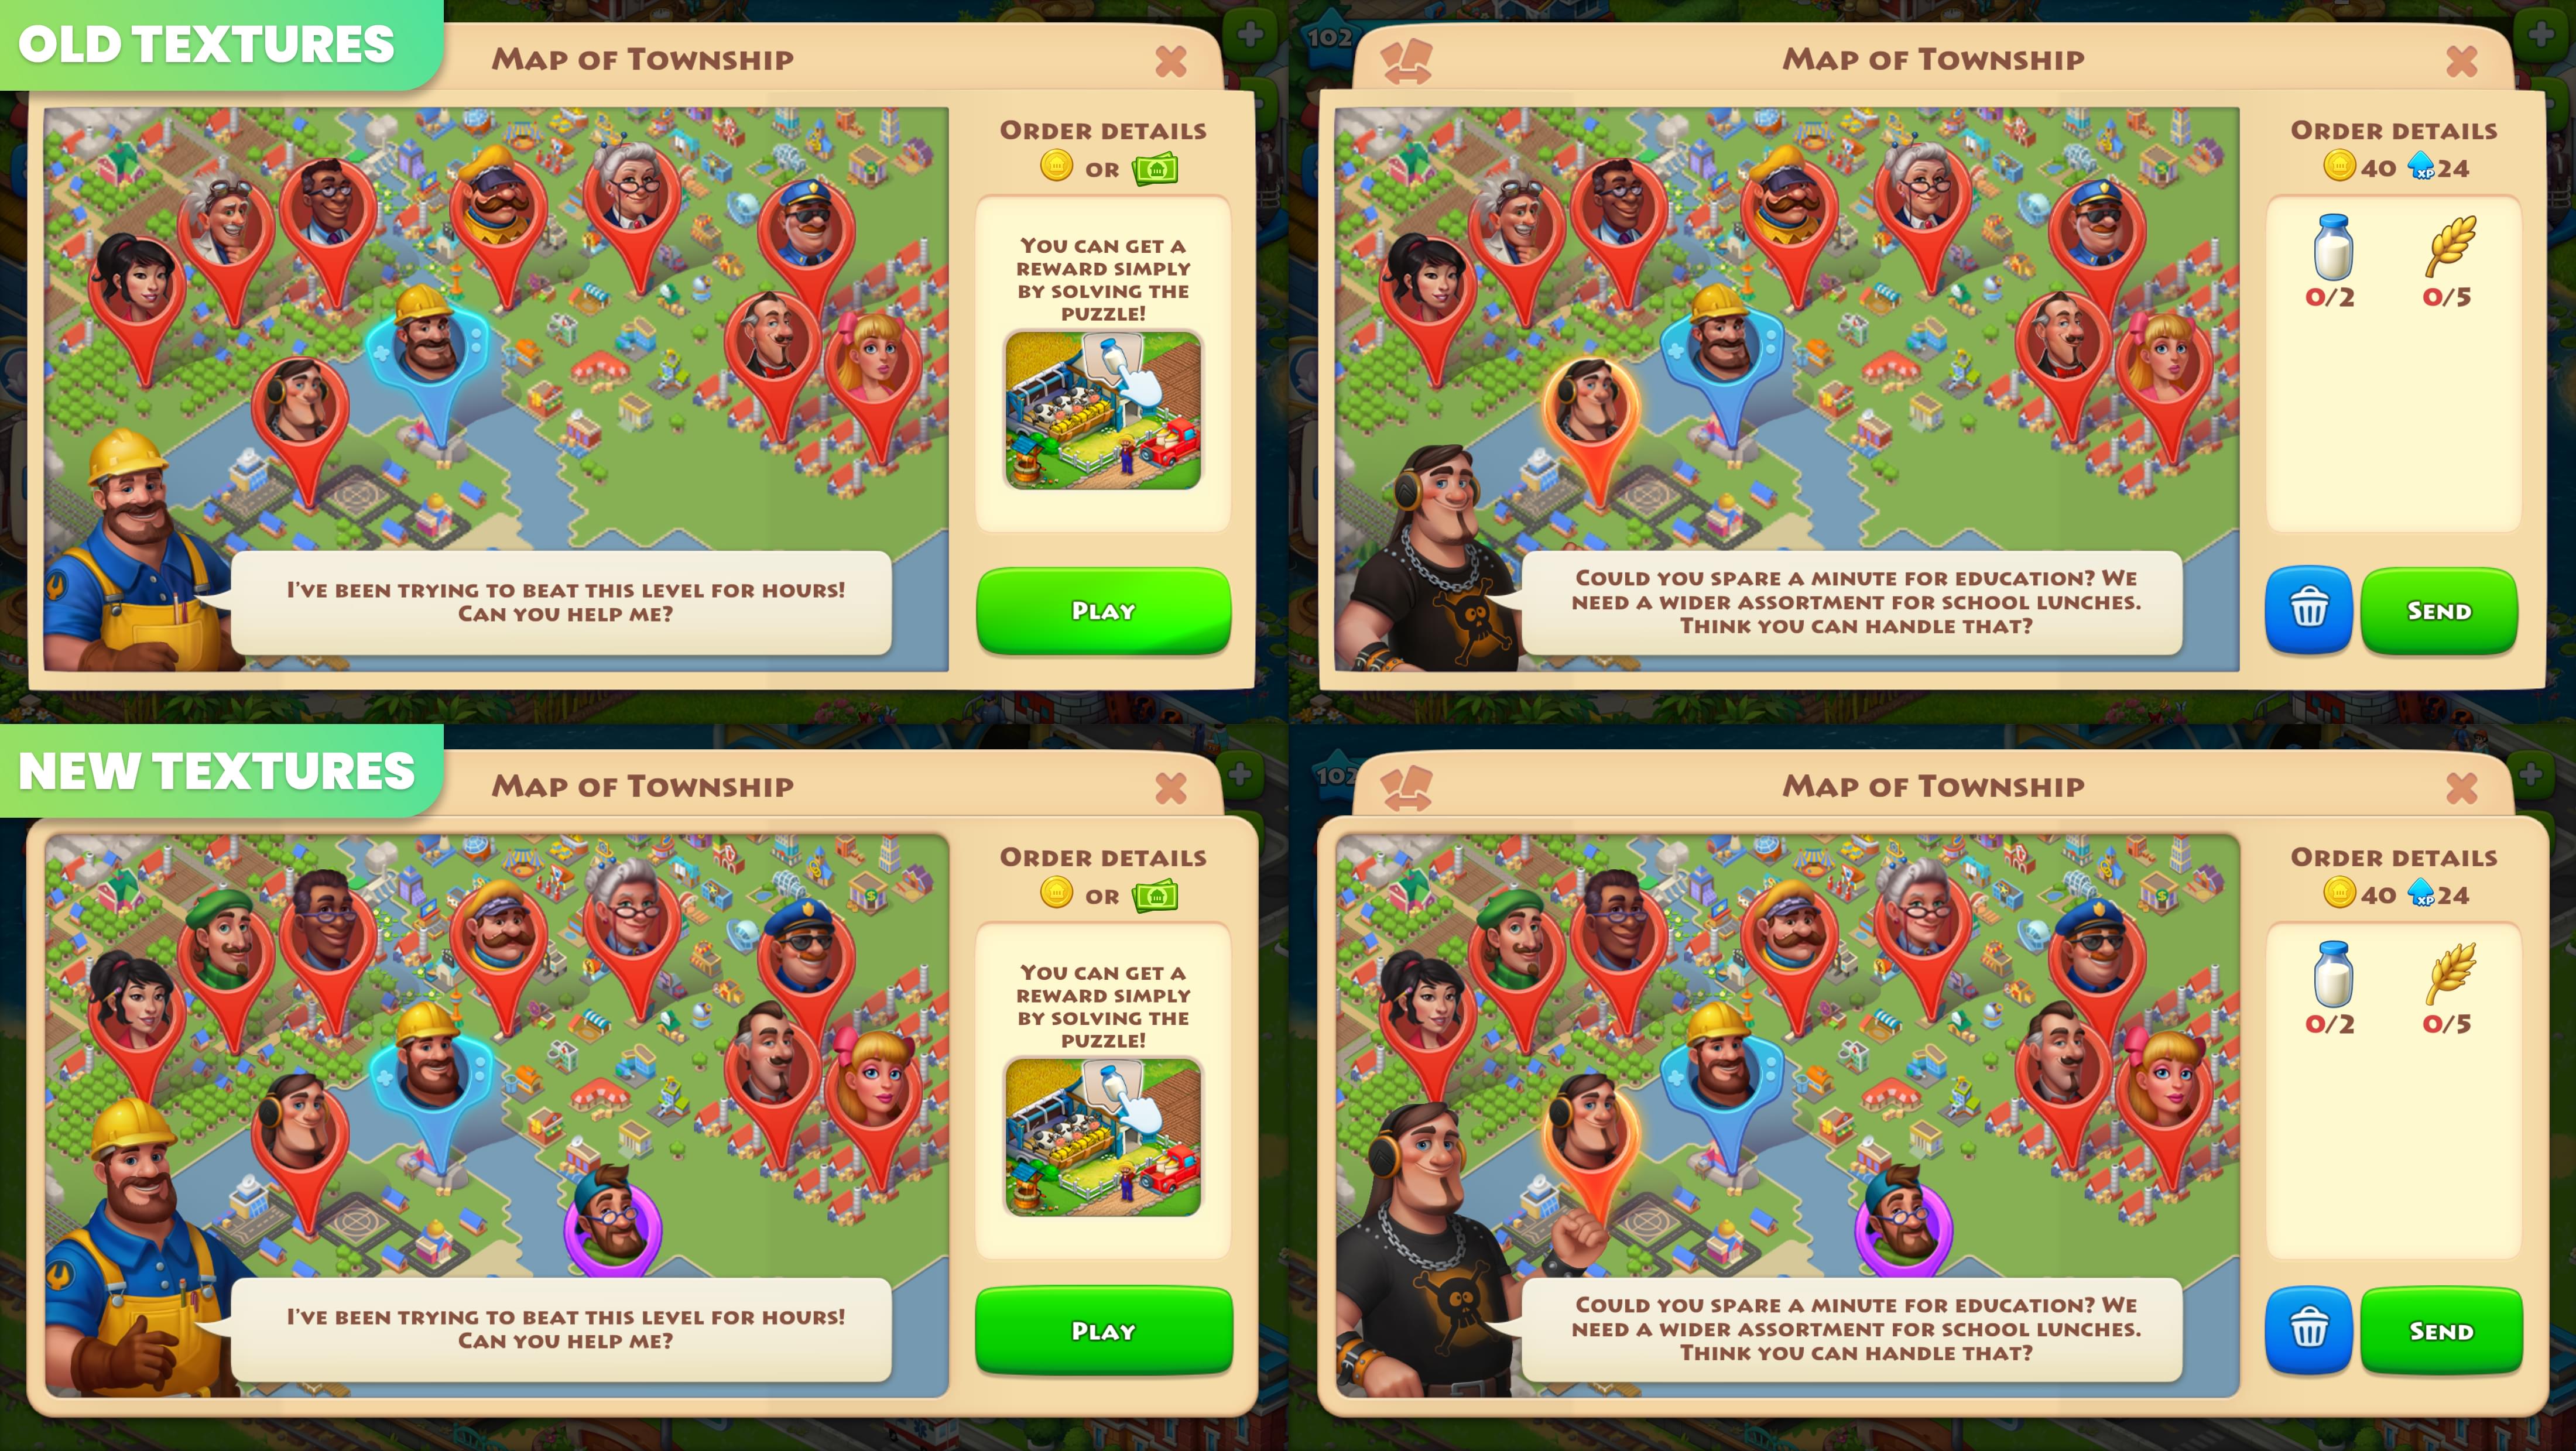 OLD TEXTURES
Map of Township
Order details
or
You can get a
reward simply
by solving the
puzzle!
I've been trying to beat this level for hours!
Can you help me?
Play
102
Map of Township
Order details
40 XP 24
0/2 0/5
Could you spare a minute for education? We
need a wider assortment for school lunches.
Think you can handle that?
Send
NEW TEXTURES
Map of Township
Order details
or
You can get a
reward simply
by solving the
puzzle!
I've been trying to beat this level for hours!
Can you help me?
Play
102
Map of Township
Order details
40 XP 24
0/2 0/5
Could you spare a minute for education? We
need a wider assortment for school lunches.
Think you can handle that?
Send